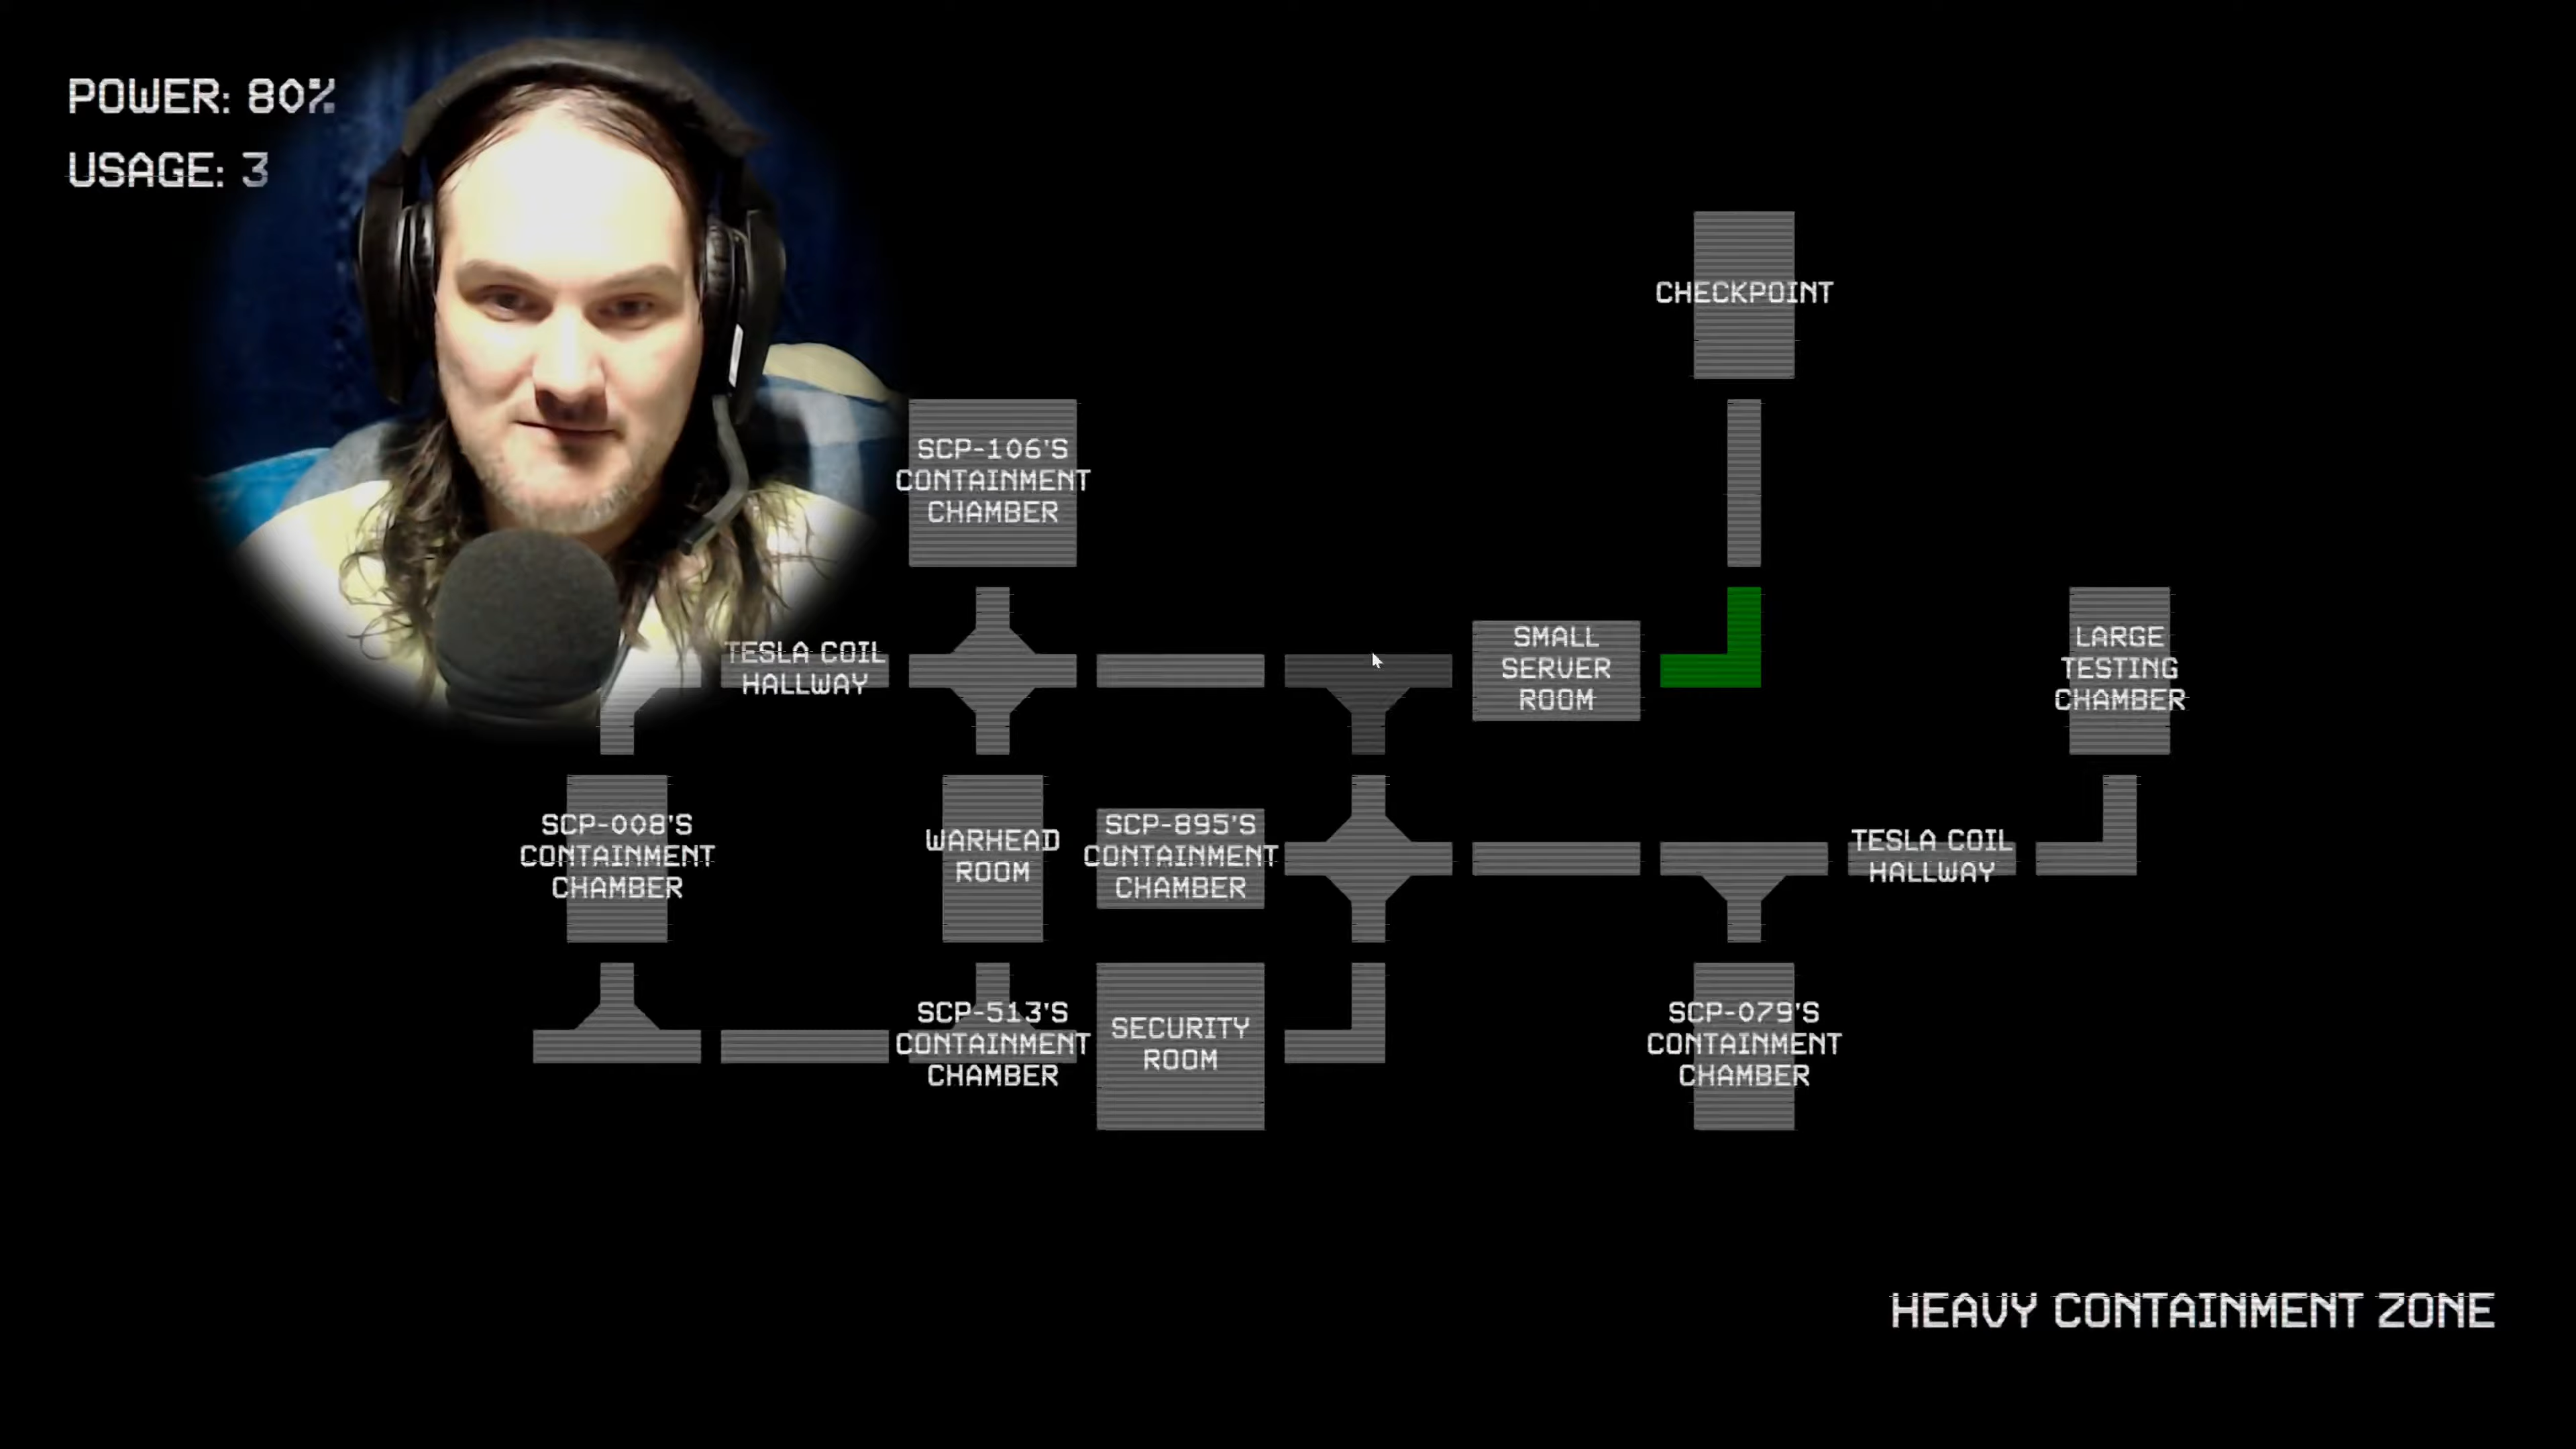 POWER: 80%
USAGE: 3
CHECKPOINT
SCP-106'S
CONTAINMENT
CHAMBER
TESLA COIL
HALLWAY
SMALL
SERVER
ROOM
LARGE
TESTING
CHAMBER
SCP-008'S
CONTAINMENT
CHAMBER
WARHEAD
ROOM
SCP-895'S
CONTAINMENT
CHAMBER
TESLA COIL
HALLWAY
SCP-513'S
CONTAINMENT
CHAMBER
SECURITY
ROOM
SCP-079'S
CONTAINMENT
CHAMBER
HEAVY CONTAINMENT ZONE